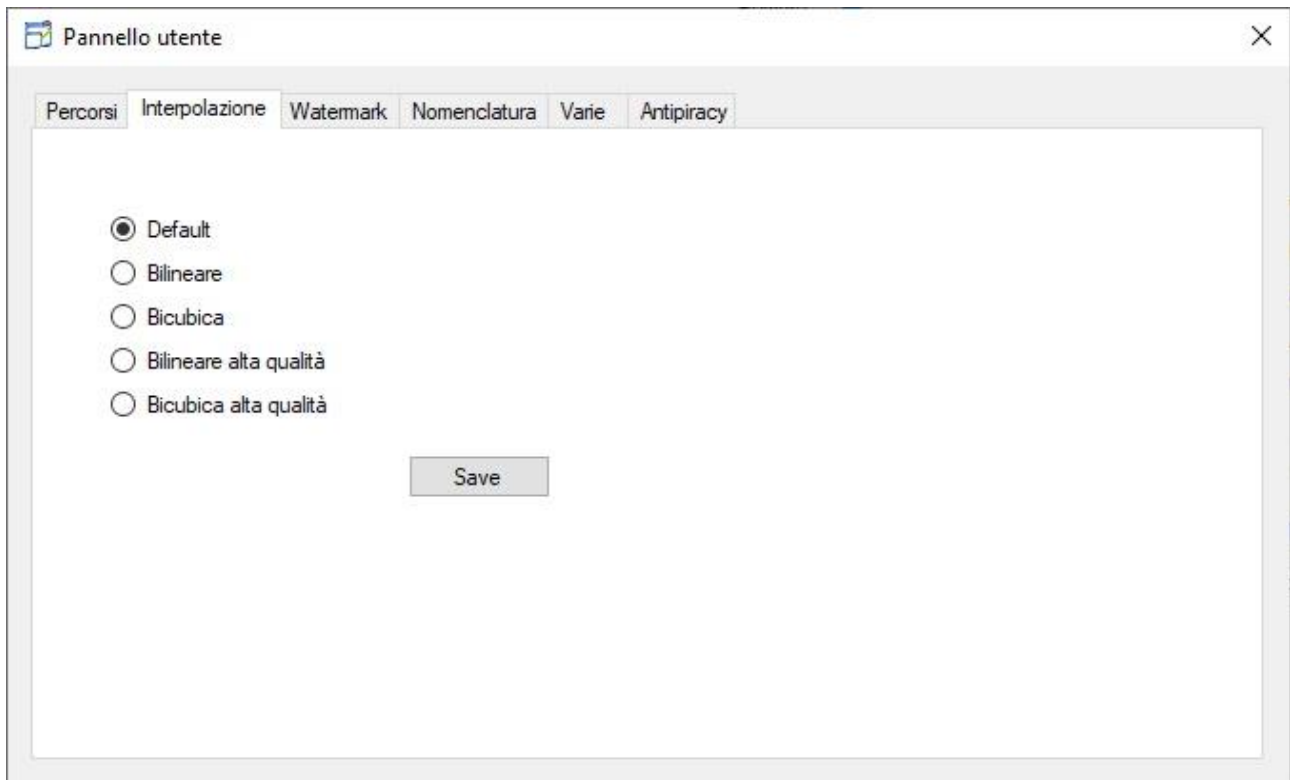 Pannello utente
Percorsi Interpolazione Watermark Nomenclatura Varie Antipiracy
Default
Bilineare
Bicubica
Bilineare alta qualità
Bicubica alta qualità
Save